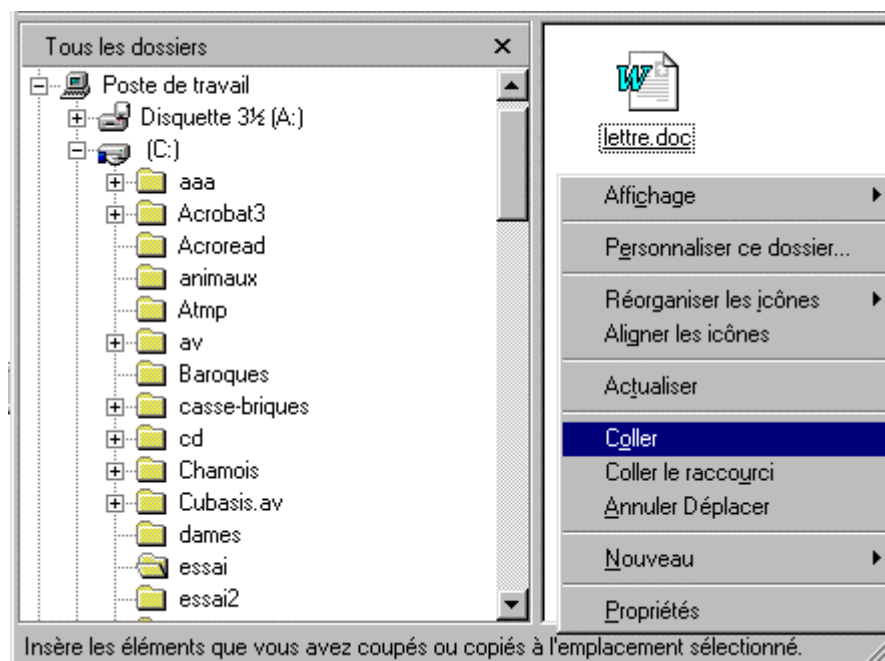 Tous les dossiers
Poste de travail
Disquette 3½ (A:)
(C:)
aaa
Acrobat3
Acroread
animaux
Atmp
av
Baroques
casse-briques
cd
Chamois
Cubasis.av
dames
essai
essai2
lettre.doc
Affichage
Personnaliser ce dossier...
Réorganiser les icônes
Aligner les icônes
Actualiser
Coller
Coller le raccourci
Annuler Déplacer
Nouveau
Propriétés
Insère les éléments que vous avez coupés ou copiés à l'emplacement sélectionné.